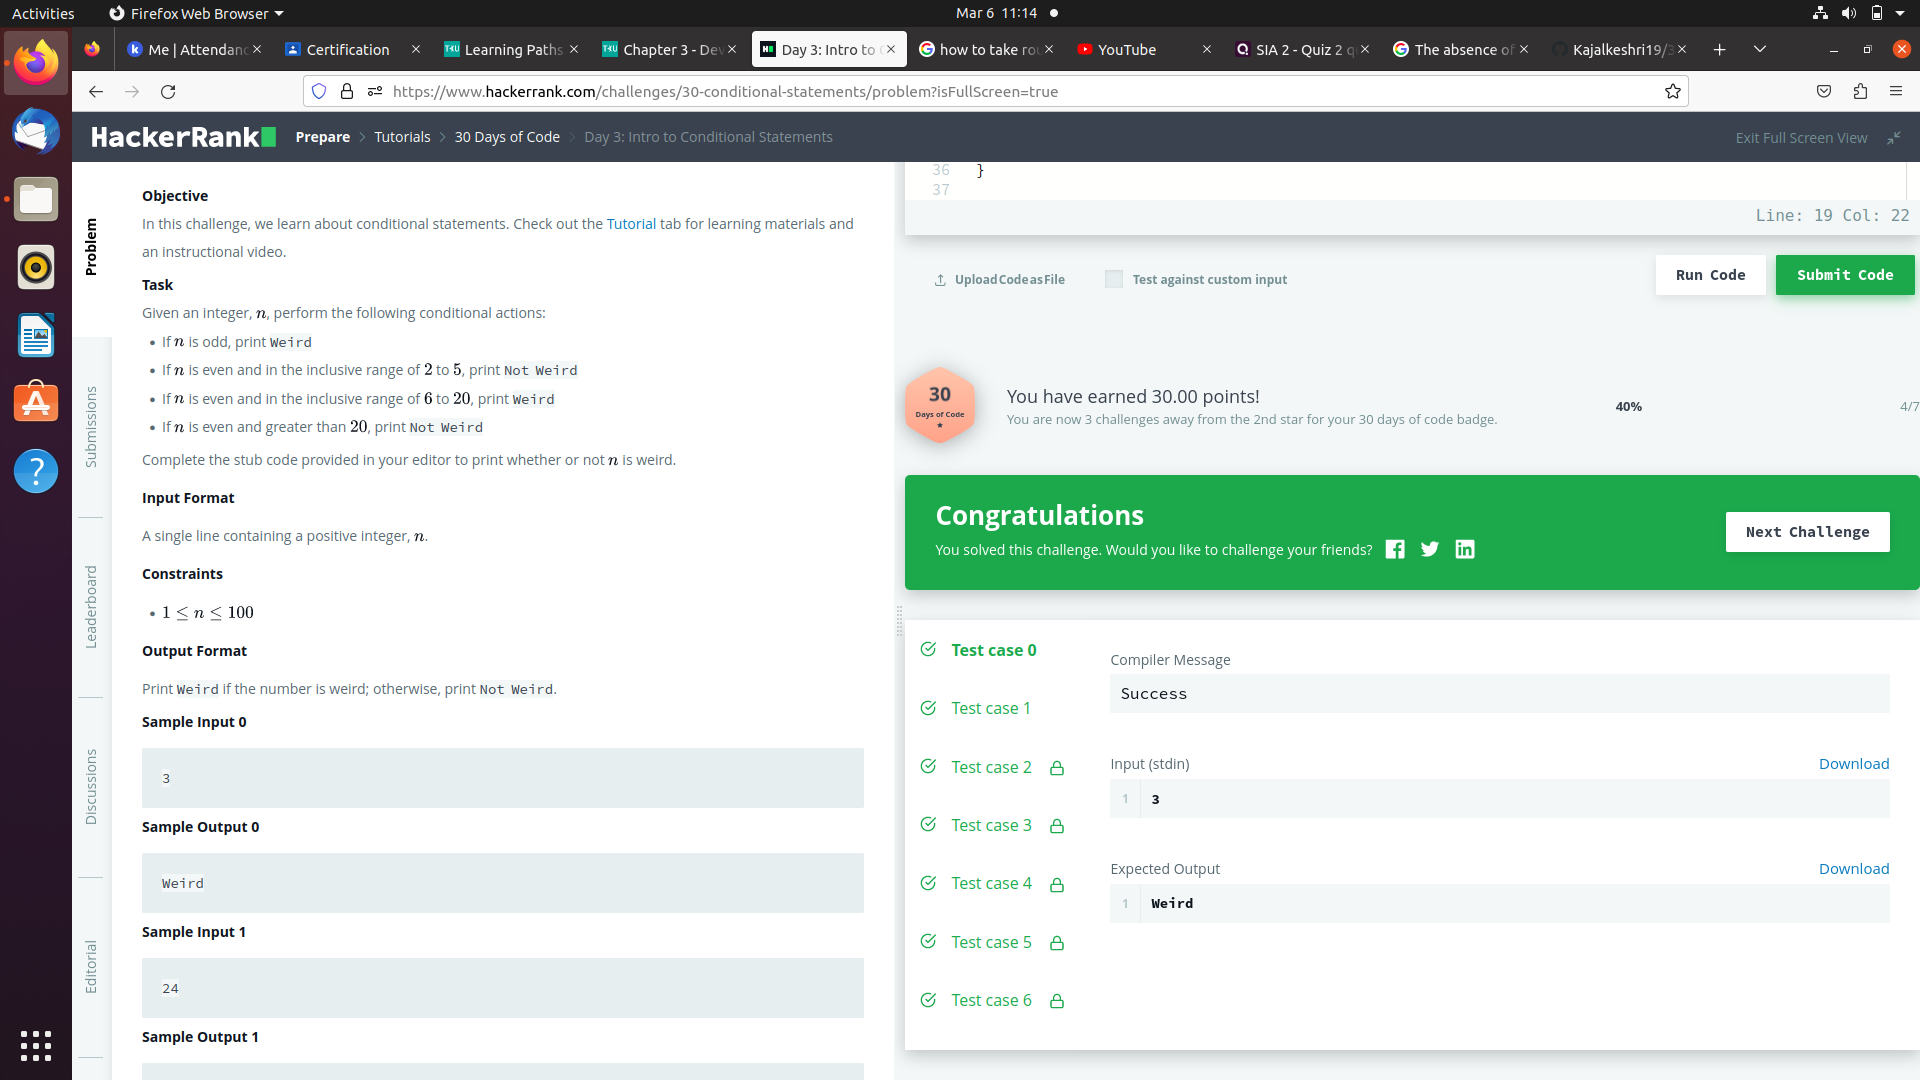 Activities
Firefox Web Browser
Mar 6 11:14
Me | Attendanc
Certification
Learning Paths
Chapter 3 - Dev
Day 3: Intro to C
how to take ro
YouTube
SIA 2 - Quiz 2 q
The absence of
Kajalkeshri19/3
https://www.hackerrank.com/challenges/30-conditional-statements/problem?isFullScreen=true
HackerRank
Prepare > Tutorials > 30 Days of Code > Day 3: Intro to Conditional Statements
Exit Full Screen View
Problem
Submissions
Leaderboard
Discussions
Editorial
Objective
In this challenge, we learn about conditional statements. Check out the Tutorial tab for learning materials and
an instructional video.
Task
Given an integer, n, perform the following conditional actions:
• If n is odd, print Weird
• If n is even and in the inclusive range of 2 to 5, print Not Weird
• If n is even and in the inclusive range of 6 to 20, print Weird
• If n is even and greater than 20, print Not Weird
Complete the stub code provided in your editor to print whether or not n is weird.
Input Format
A single line containing a positive integer, n.
Constraints
• 1 ≤ n ≤ 100
Output Format
Print Weird if the number is weird; otherwise, print Not Weird.
Sample Input 0
3
Sample Output 0
Weird
Sample Input 1
24
Sample Output 1
36 }
37
Line: 19 Col: 22
Upload Code as File
Test against custom input
Run Code
Submit Code
30
Days of Code
You have earned 30.00 points!
You are now 3 challenges away from the 2nd star for your 30 days of code badge.
40%
4/7
Congratulations
You solved this challenge. Would you like to challenge your friends?
Next Challenge
Test case 0
Test case 1
Test case 2
Test case 3
Test case 4
Test case 5
Test case 6
Compiler Message
Success
Input (stdin)
Download
1 3
Expected Output
Download
1 Weird